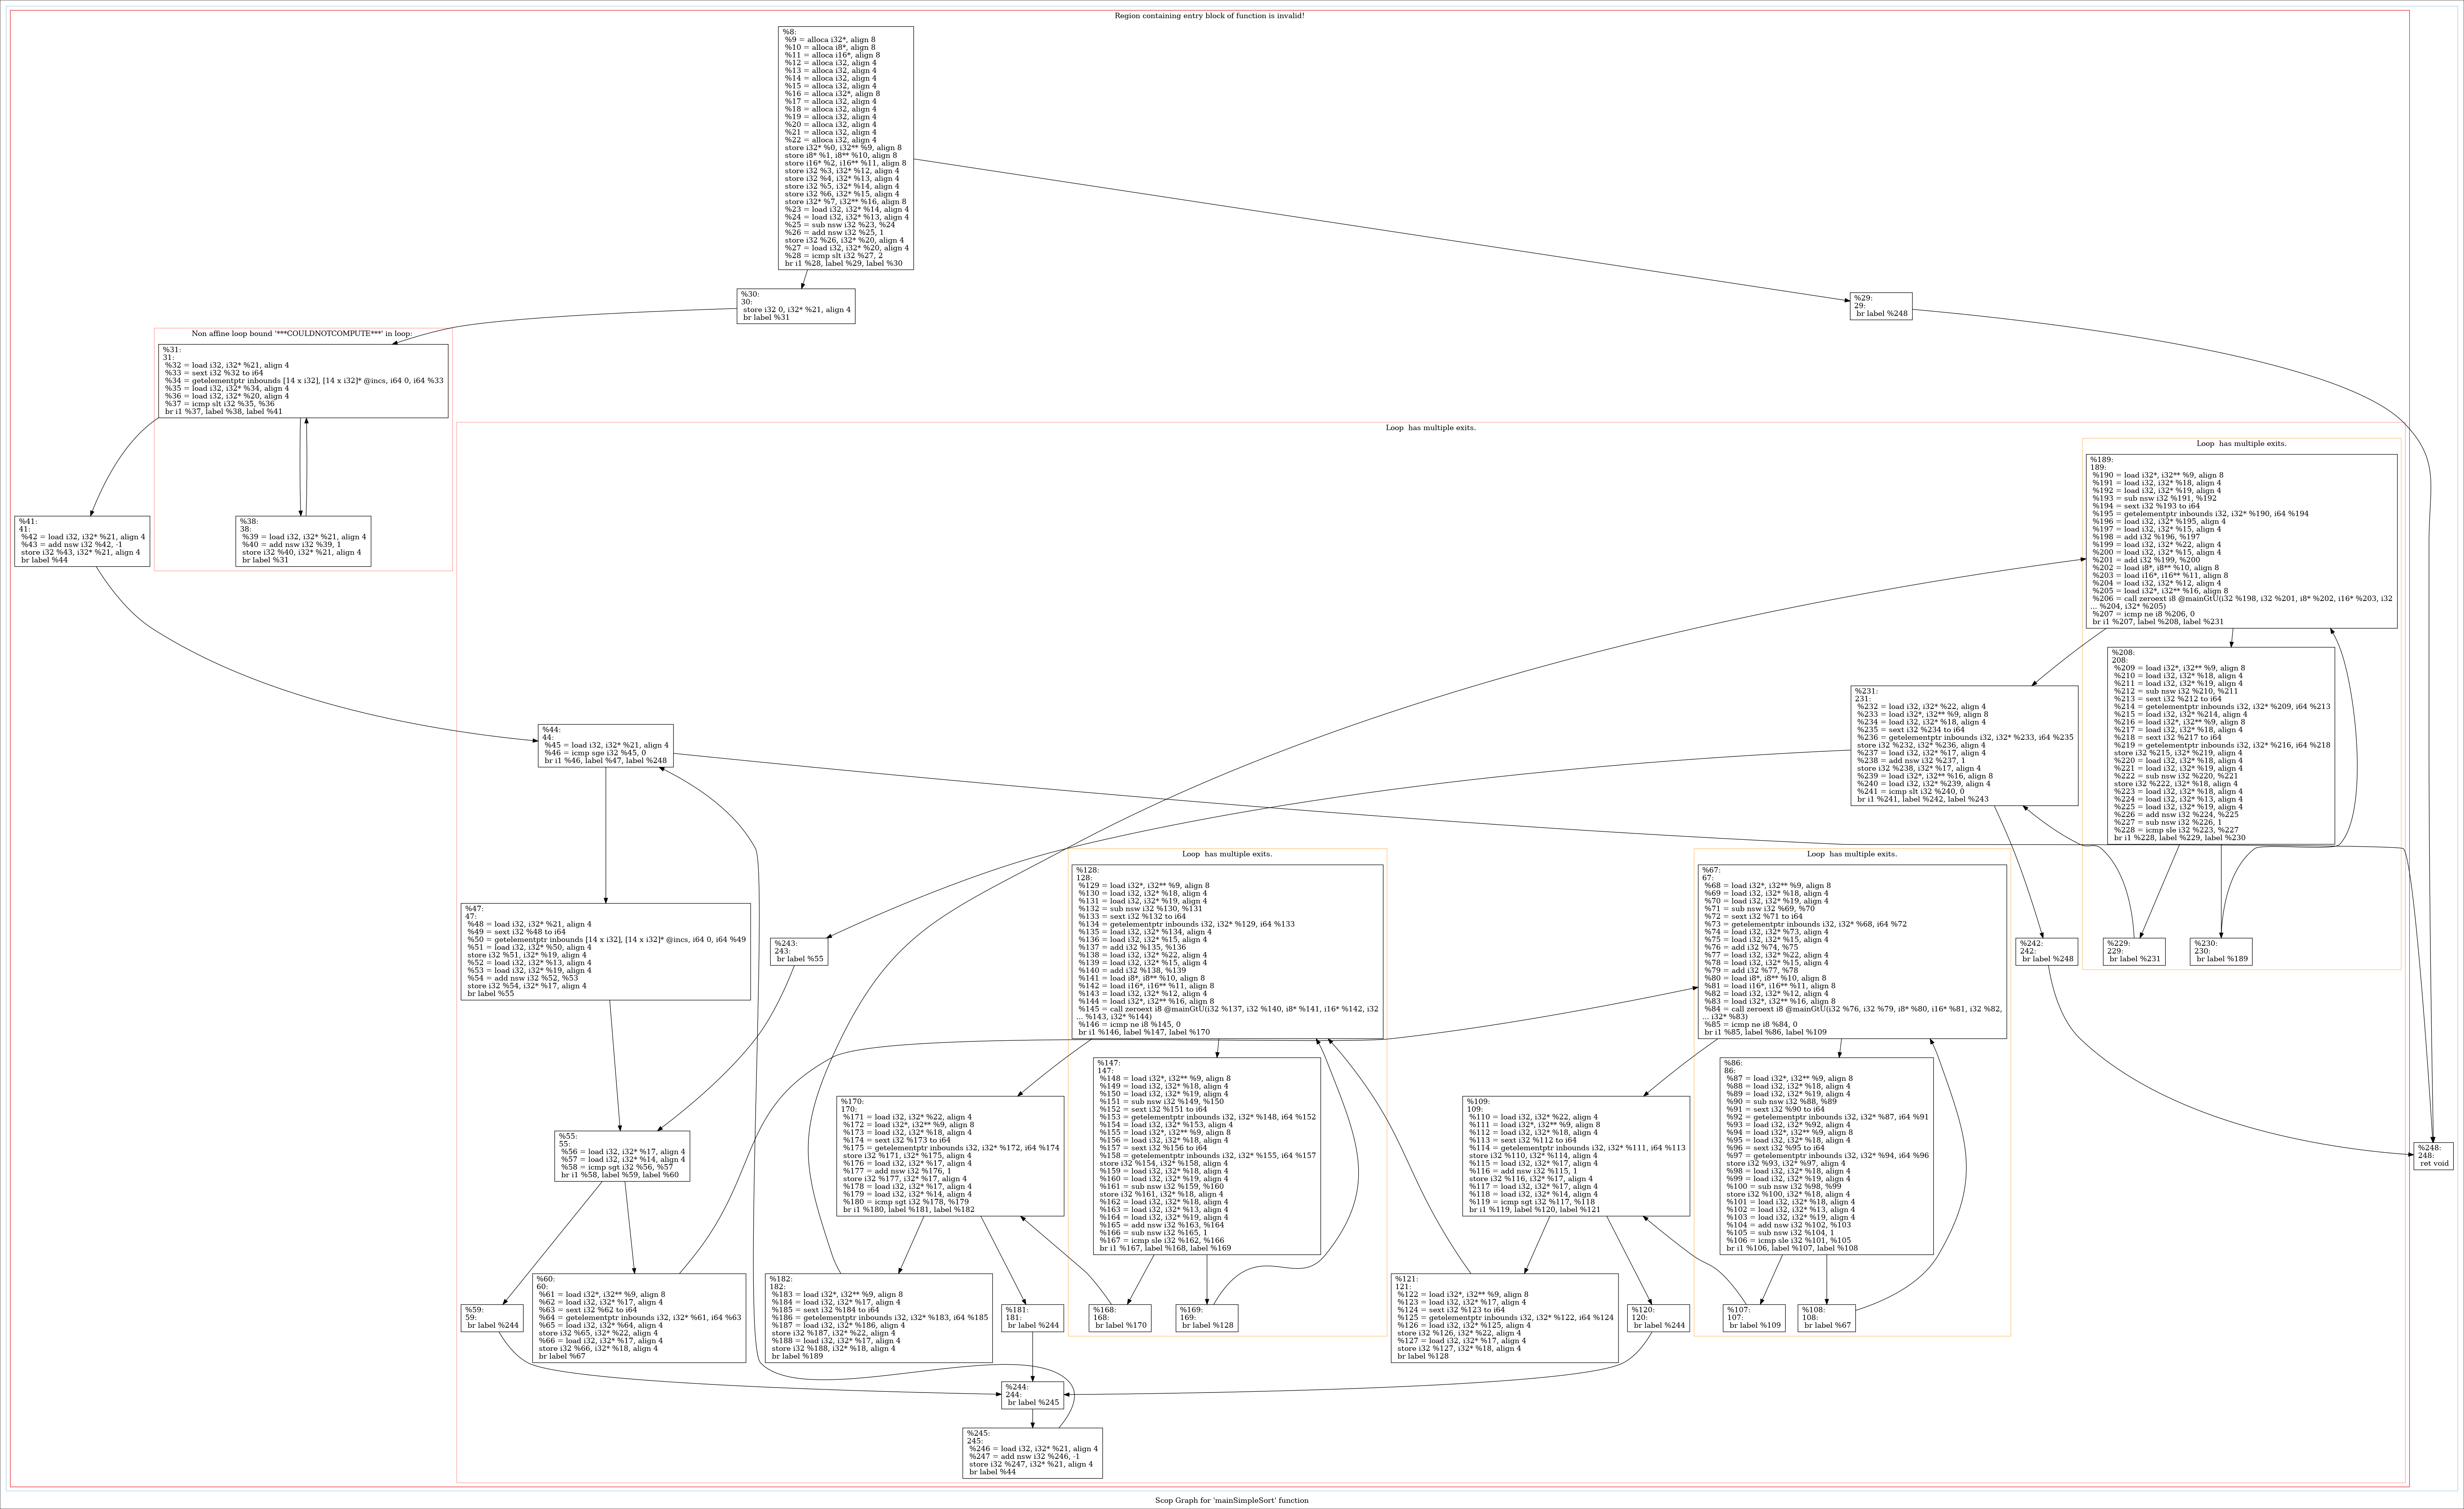 Region containing entry block of function is invalid!
%8:
%9 = alloca i32*, align 8
%10 = alloca i8*, align 8
%11 = alloca i16*, align 8
%12 = alloca i32, align 4
%13 = alloca i32, align 4
%14 = alloca i32, align 4
%15 = alloca i32, align 4
%16 = alloca i32*, align 8
%17 = alloca i32, align 4
%18 = alloca i32, align 4
%19 = alloca i32, align 4
%20 = alloca i32, align 4
%21 = alloca i32, align 4
%22 = alloca i32, align 4
store i32* %0, i32** %9, align 8
store i8* %1, i8** %10, align 8
store i16* %2, i16** %11, align 8
store i32 %3, i32* %12, align 4
store i32 %4, i32* %13, align 4
store i32 %5, i32* %14, align 4
store i32 %6, i32* %15, align 4
store i32* %7, i32** %16, align 8
%23 = load i32, i32* %14, align 4
%24 = load i32, i32* %13, align 4
%25 = sub nsw i32 %23, %24
%26 = add nsw i32 %25, 1
store i32 %26, i32* %20, align 4
%27 = load i32, i32* %20, align 4
%28 = icmp slt i32 %27, 2
br i1 %28, label %29, label %30
%30:
30:
store i32 0, i32* %21, align 4
br label %31
%29:
29:
br label %248
Non affine loop bound '***COULDNOTCOMPUTE***' in loop:
%31:
31:
%32 = load i32, i32* %21, align 4
%33 = sext i32 %32 to i64
%34 = getelementptr inbounds [14 x i32], [14 x i32]* @incs, i64 0, i64 %33
%35 = load i32, i32* %34, align 4
%36 = load i32, i32* %20, align 4
%37 = icmp slt i32 %35, %36
br i1 %37, label %38, label %41
%41:
41:
%42 = load i32, i32* %21, align 4
%43 = add nsw i32 %42, -1
store i32 %43, i32* %21, align 4
br label %44
%38:
38:
%39 = load i32, i32* %21, align 4
%40 = add nsw i32 %39, 1
store i32 %40, i32* %21, align 4
br label %31
Loop  has multiple exits.
Loop  has multiple exits.
%189:
189:
%190 = load i32*, i32** %9, align 8
%191 = load i32, i32* %18, align 4
%192 = load i32, i32* %19, align 4
%193 = sub nsw i32 %191, %192
%194 = sext i32 %193 to i64
%195 = getelementptr inbounds i32, i32* %190, i64 %194
%196 = load i32, i32* %195, align 4
%197 = load i32, i32* %15, align 4
%198 = add i32 %196, %197
%199 = load i32, i32* %22, align 4
%200 = load i32, i32* %15, align 4
%201 = add i32 %199, %200
%202 = load i8*, i8** %10, align 8
%203 = load i16*, i16** %11, align 8
%204 = load i32, i32* %12, align 4
%205 = load i32*, i32** %16, align 8
%206 = call zeroext i8 @mainGtU(i32 %198, i32 %201, i8* %202, i16* %203, i32
... %204, i32* %205)
%207 = icmp ne i8 %206, 0
br i1 %207, label %208, label %231
%208:
208:
%209 = load i32*, i32** %9, align 8
%210 = load i32, i32* %18, align 4
%211 = load i32, i32* %19, align 4
%212 = sub nsw i32 %210, %211
%213 = sext i32 %212 to i64
%214 = getelementptr inbounds i32, i32* %209, i64 %213
%215 = load i32, i32* %214, align 4
%216 = load i32*, i32** %9, align 8
%217 = load i32, i32* %18, align 4
%218 = sext i32 %217 to i64
%219 = getelementptr inbounds i32, i32* %216, i64 %218
store i32 %215, i32* %219, align 4
%220 = load i32, i32* %18, align 4
%221 = load i32, i32* %19, align 4
%222 = sub nsw i32 %220, %221
store i32 %222, i32* %18, align 4
%223 = load i32, i32* %18, align 4
%224 = load i32, i32* %13, align 4
%225 = load i32, i32* %19, align 4
%226 = add nsw i32 %224, %225
%227 = sub nsw i32 %226, 1
%228 = icmp sle i32 %223, %227
br i1 %228, label %229, label %230
%231:
231:
%232 = load i32, i32* %22, align 4
%233 = load i32*, i32** %9, align 8
%234 = load i32, i32* %18, align 4
%235 = sext i32 %234 to i64
%236 = getelementptr inbounds i32, i32* %233, i64 %235
store i32 %232, i32* %236, align 4
%237 = load i32, i32* %17, align 4
%238 = add nsw i32 %237, 1
store i32 %238, i32* %17, align 4
%239 = load i32*, i32** %16, align 8
%240 = load i32, i32* %239, align 4
%241 = icmp slt i32 %240, 0
br i1 %241, label %242, label %243
%44:
44:
%45 = load i32, i32* %21, align 4
%46 = icmp sge i32 %45, 0
br i1 %46, label %47, label %248
%47:
47:
%48 = load i32, i32* %21, align 4
%49 = sext i32 %48 to i64
%50 = getelementptr inbounds [14 x i32], [14 x i32]* @incs, i64 0, i64 %49
%51 = load i32, i32* %50, align 4
store i32 %51, i32* %19, align 4
%52 = load i32, i32* %13, align 4
%53 = load i32, i32* %19, align 4
%54 = add nsw i32 %52, %53
store i32 %54, i32* %17, align 4
br label %55
%243:
243:
br label %55
Loop  has multiple exits.
%128:
128:
%129 = load i32*, i32** %9, align 8
%130 = load i32, i32* %18, align 4
%131 = load i32, i32* %19, align 4
%132 = sub nsw i32 %130, %131
%133 = sext i32 %132 to i64
%134 = getelementptr inbounds i32, i32* %129, i64 %133
%135 = load i32, i32* %134, align 4
%136 = load i32, i32* %15, align 4
%137 = add i32 %135, %136
%138 = load i32, i32* %22, align 4
%139 = load i32, i32* %15, align 4
%140 = add i32 %138, %139
%141 = load i8*, i8** %10, align 8
%142 = load i16*, i16** %11, align 8
%143 = load i32, i32* %12, align 4
%144 = load i32*, i32** %16, align 8
%145 = call zeroext i8 @mainGtU(i32 %137, i32 %140, i8* %141, i16* %142, i32
... %143, i32* %144)
%146 = icmp ne i8 %145, 0
br i1 %146, label %147, label %170
Loop  has multiple exits.
%67:
67:
%68 = load i32*, i32** %9, align 8
%69 = load i32, i32* %18, align 4
%70 = load i32, i32* %19, align 4
%71 = sub nsw i32 %69, %70
%72 = sext i32 %71 to i64
%73 = getelementptr inbounds i32, i32* %68, i64 %72
%74 = load i32, i32* %73, align 4
%75 = load i32, i32* %15, align 4
%76 = add i32 %74, %75
%77 = load i32, i32* %22, align 4
%78 = load i32, i32* %15, align 4
%79 = add i32 %77, %78
%80 = load i8*, i8** %10, align 8
%81 = load i16*, i16** %11, align 8
%82 = load i32, i32* %12, align 4
%83 = load i32*, i32** %16, align 8
%84 = call zeroext i8 @mainGtU(i32 %76, i32 %79, i8* %80, i16* %81, i32 %82,
... i32* %83)
%85 = icmp ne i8 %84, 0
br i1 %85, label %86, label %109
%242:
242:
br label %248
%229:
229:
br label %231
%230:
230:
br label %189
%147:
147:
%148 = load i32*, i32** %9, align 8
%149 = load i32, i32* %18, align 4
%150 = load i32, i32* %19, align 4
%151 = sub nsw i32 %149, %150
%152 = sext i32 %151 to i64
%153 = getelementptr inbounds i32, i32* %148, i64 %152
%154 = load i32, i32* %153, align 4
%155 = load i32*, i32** %9, align 8
%156 = load i32, i32* %18, align 4
%157 = sext i32 %156 to i64
%158 = getelementptr inbounds i32, i32* %155, i64 %157
store i32 %154, i32* %158, align 4
%159 = load i32, i32* %18, align 4
%160 = load i32, i32* %19, align 4
%161 = sub nsw i32 %159, %160
store i32 %161, i32* %18, align 4
%162 = load i32, i32* %18, align 4
%163 = load i32, i32* %13, align 4
%164 = load i32, i32* %19, align 4
%165 = add nsw i32 %163, %164
%166 = sub nsw i32 %165, 1
%167 = icmp sle i32 %162, %166
br i1 %167, label %168, label %169
%86:
86:
%87 = load i32*, i32** %9, align 8
%88 = load i32, i32* %18, align 4
%89 = load i32, i32* %19, align 4
%90 = sub nsw i32 %88, %89
%91 = sext i32 %90 to i64
%92 = getelementptr inbounds i32, i32* %87, i64 %91
%93 = load i32, i32* %92, align 4
%94 = load i32*, i32** %9, align 8
%95 = load i32, i32* %18, align 4
%96 = sext i32 %95 to i64
%97 = getelementptr inbounds i32, i32* %94, i64 %96
store i32 %93, i32* %97, align 4
%98 = load i32, i32* %18, align 4
%99 = load i32, i32* %19, align 4
%100 = sub nsw i32 %98, %99
store i32 %100, i32* %18, align 4
%101 = load i32, i32* %18, align 4
%102 = load i32, i32* %13, align 4
%103 = load i32, i32* %19, align 4
%104 = add nsw i32 %102, %103
%105 = sub nsw i32 %104, 1
%106 = icmp sle i32 %101, %105
br i1 %106, label %107, label %108
%170:
170:
%171 = load i32, i32* %22, align 4
%172 = load i32*, i32** %9, align 8
%173 = load i32, i32* %18, align 4
%174 = sext i32 %173 to i64
%175 = getelementptr inbounds i32, i32* %172, i64 %174
store i32 %171, i32* %175, align 4
%176 = load i32, i32* %17, align 4
%177 = add nsw i32 %176, 1
store i32 %177, i32* %17, align 4
%178 = load i32, i32* %17, align 4
%179 = load i32, i32* %14, align 4
%180 = icmp sgt i32 %178, %179
br i1 %180, label %181, label %182
%109:
109:
%110 = load i32, i32* %22, align 4
%111 = load i32*, i32** %9, align 8
%112 = load i32, i32* %18, align 4
%113 = sext i32 %112 to i64
%114 = getelementptr inbounds i32, i32* %111, i64 %113
store i32 %110, i32* %114, align 4
%115 = load i32, i32* %17, align 4
%116 = add nsw i32 %115, 1
store i32 %116, i32* %17, align 4
%117 = load i32, i32* %17, align 4
%118 = load i32, i32* %14, align 4
%119 = icmp sgt i32 %117, %118
br i1 %119, label %120, label %121
%55:
55:
%56 = load i32, i32* %17, align 4
%57 = load i32, i32* %14, align 4
%58 = icmp sgt i32 %56, %57
br i1 %58, label %59, label %60
%248:
248:
ret void
%59:
59:
br label %244
%60:
60:
%61 = load i32*, i32** %9, align 8
%62 = load i32, i32* %17, align 4
%63 = sext i32 %62 to i64
%64 = getelementptr inbounds i32, i32* %61, i64 %63
%65 = load i32, i32* %64, align 4
store i32 %65, i32* %22, align 4
%66 = load i32, i32* %17, align 4
store i32 %66, i32* %18, align 4
br label %67
%182:
182:
%183 = load i32*, i32** %9, align 8
%184 = load i32, i32* %17, align 4
%185 = sext i32 %184 to i64
%186 = getelementptr inbounds i32, i32* %183, i64 %185
%187 = load i32, i32* %186, align 4
store i32 %187, i32* %22, align 4
%188 = load i32, i32* %17, align 4
store i32 %188, i32* %18, align 4
br label %189
%181:
181:
br label %244
%168:
168:
br label %170
%169:
169:
br label %128
%121:
121:
%122 = load i32*, i32** %9, align 8
%123 = load i32, i32* %17, align 4
%124 = sext i32 %123 to i64
%125 = getelementptr inbounds i32, i32* %122, i64 %124
%126 = load i32, i32* %125, align 4
store i32 %126, i32* %22, align 4
%127 = load i32, i32* %17, align 4
store i32 %127, i32* %18, align 4
br label %128
%120:
120:
br label %244
%107:
107:
br label %109
%108:
108:
br label %67
%244:
244:
br label %245
%245:
245:
%246 = load i32, i32* %21, align 4
%247 = add nsw i32 %246, -1
store i32 %247, i32* %21, align 4
br label %44
Scop Graph for 'mainSimpleSort' function